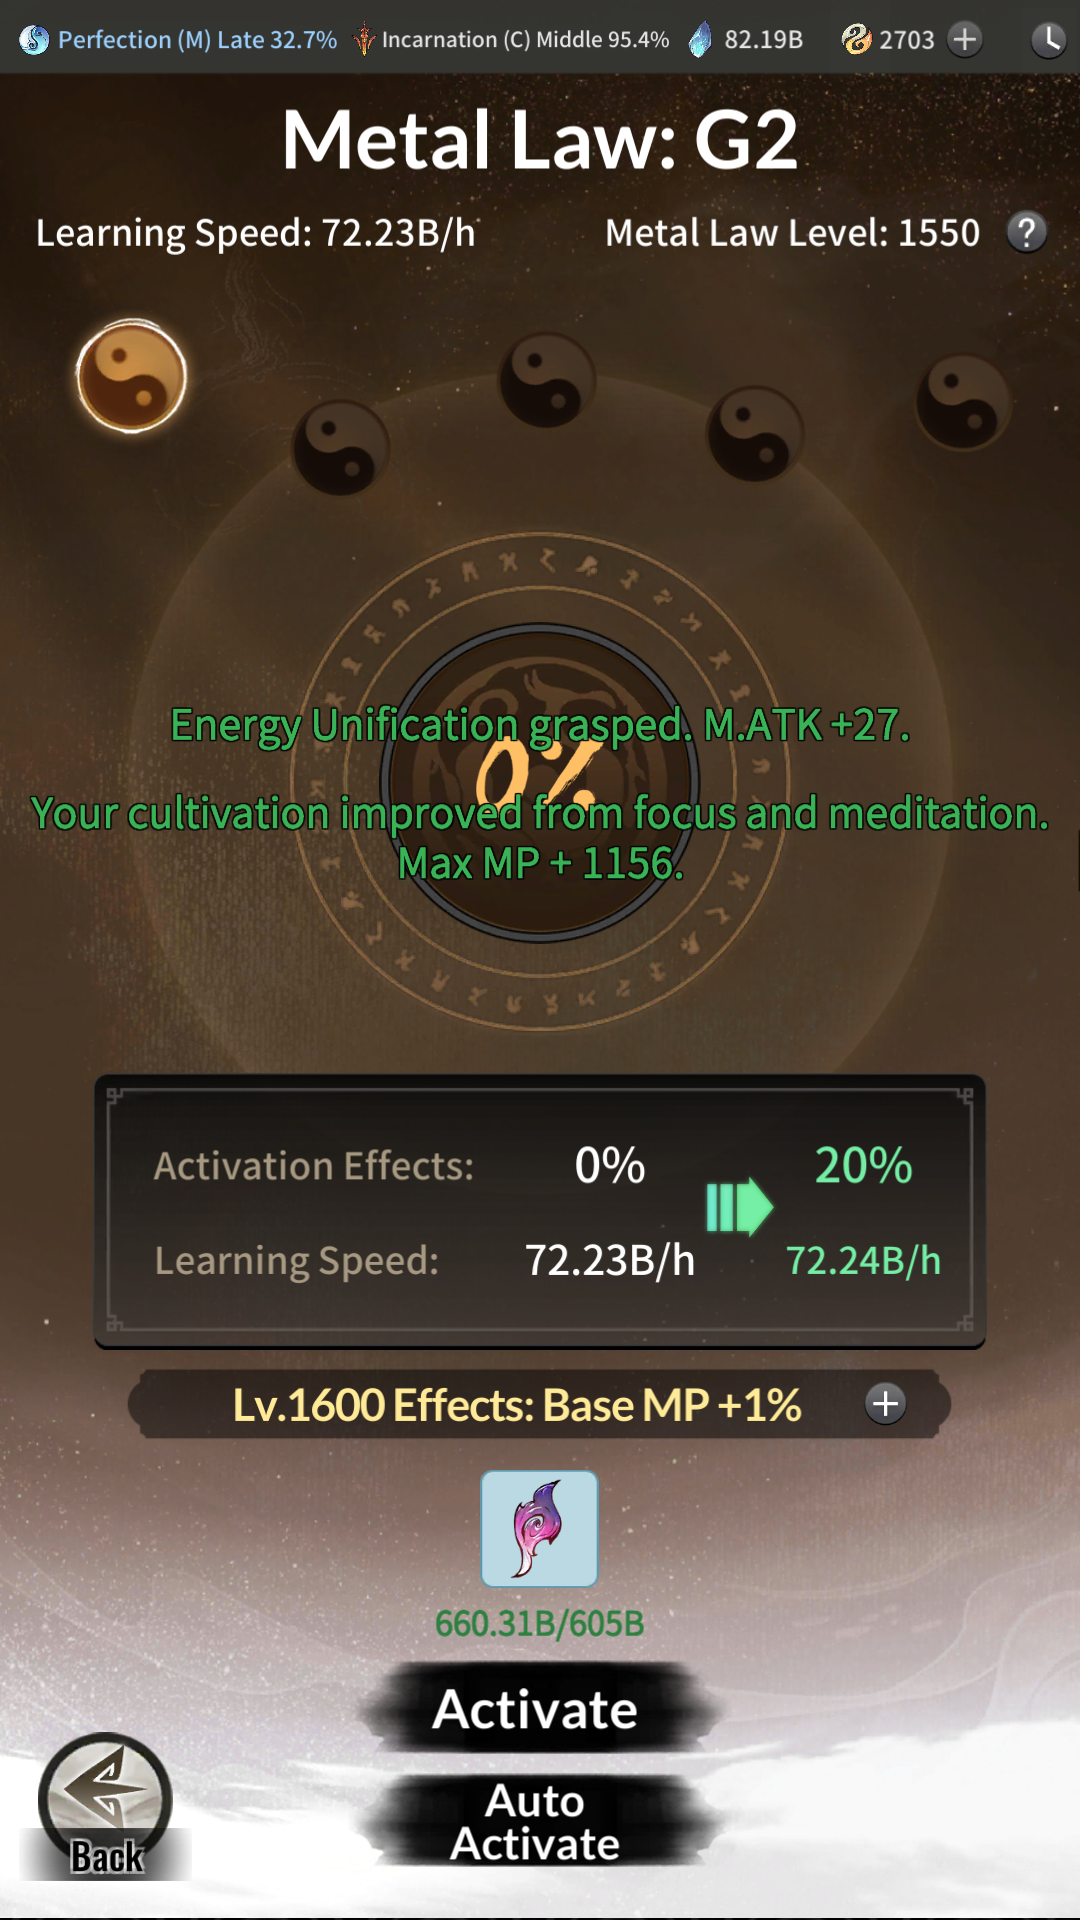 Perfection (M) Late 32.7% Incarnation (C) Middle 95.4% 82.19B 2703
Metal Law: G2
Learning Speed: 72.23B/h Metal Law Level: 1550 ?
Energy Unification grasped. M.ATK +27.
0%
Your cultivation improved from focus and meditation.
Max MP + 1156.
Activation Effects: 0% 20%
Learning Speed: 72.23B/h 72.24B/h
Lv.1600 Effects: Base MP +1%
660.31B/605B
Activate
Auto
Activate
Back